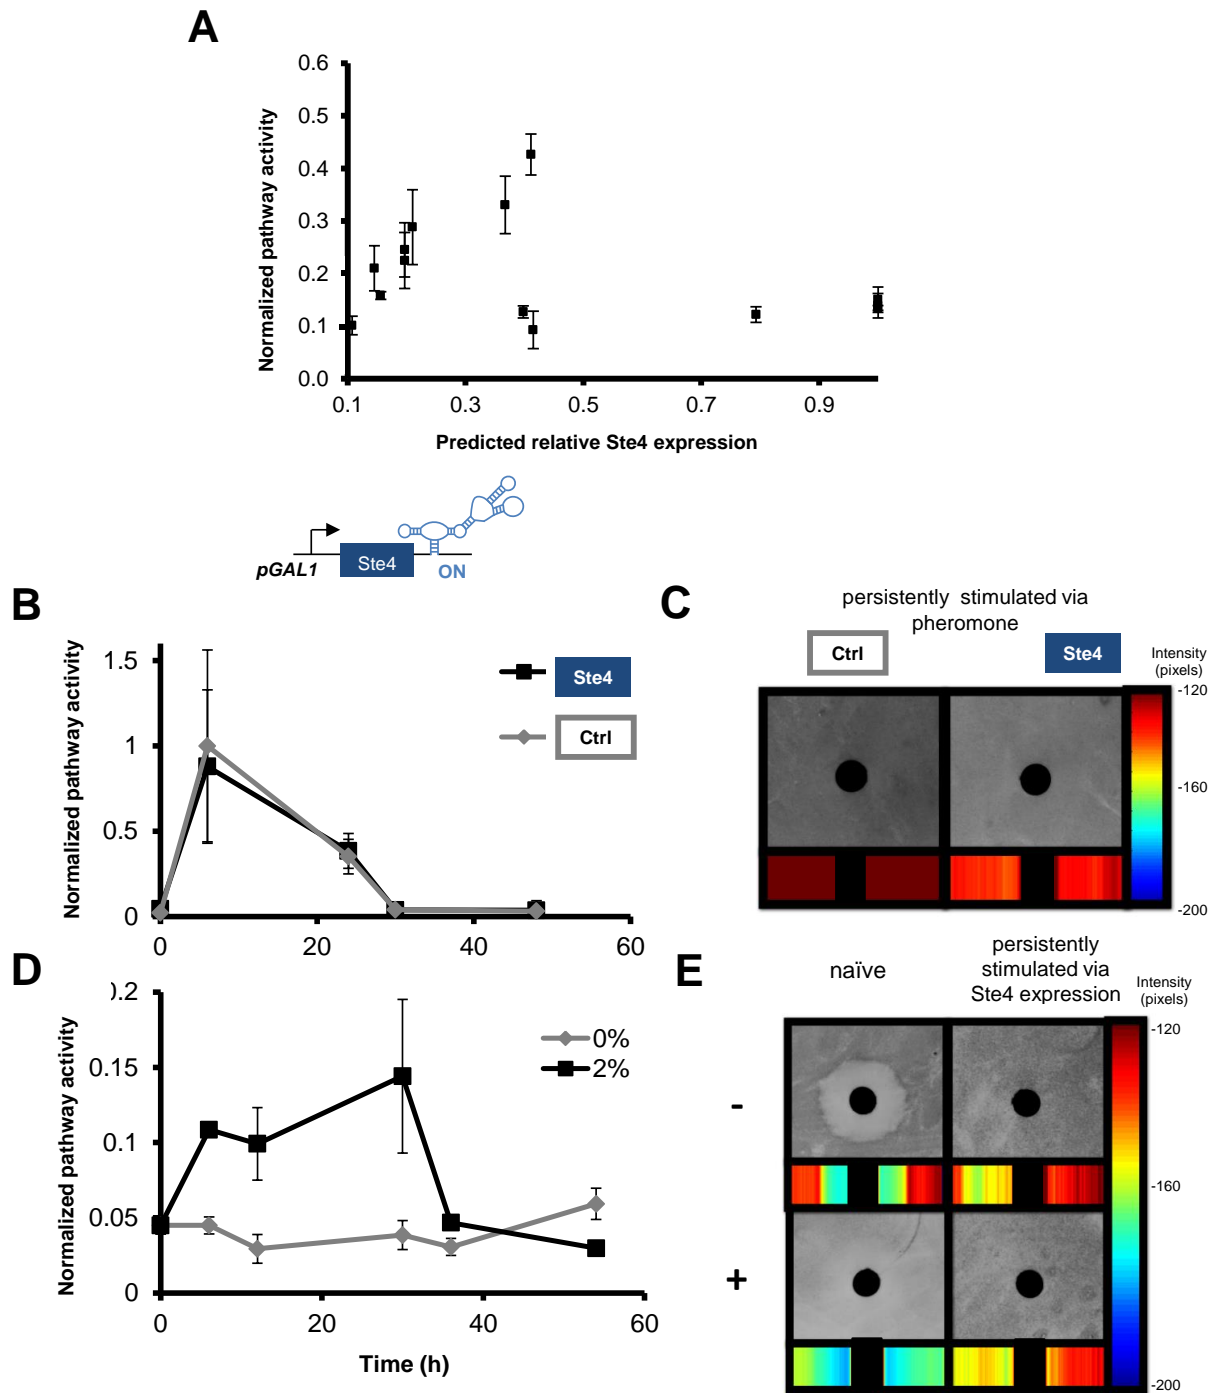 A
0.6
0.5
0.4
0.3
0.2
0.1
0.0
Normalized pathway activity
0.1 0.3 0.5 0.7 0.9
Predicted relative Ste4 expression
pGAL1
Ste4
ON
B
1.5
1
0.5
0
Normalized pathway activity
0 20 40 60
Ste4
Ctrl
C
persistently stimulated via
pheromone
Ctrl
Ste4
Intensity
(pixels)
-120
-160
-200
D
0.2
0.15
0.1
0.05
0
Normalized pathway activity
0 20 40 60
Time (h)
0%
2%
E
naïve
persistently
stimulated via
Ste4 expression
Intensity
(pixels)
-120
-160
-200
-
+